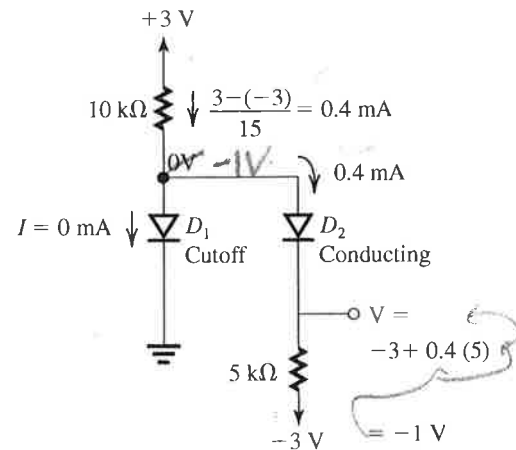 +3 V
10 kΩ ↓ 3−(−3)/15 = 0.4 mA
0V −1V
0.4 mA
I = 0 mA ↓ D₁ D₂
Cutoff Conducting
V =
−3+ 0.4 (5)
5 kΩ
−3 V = −1 V